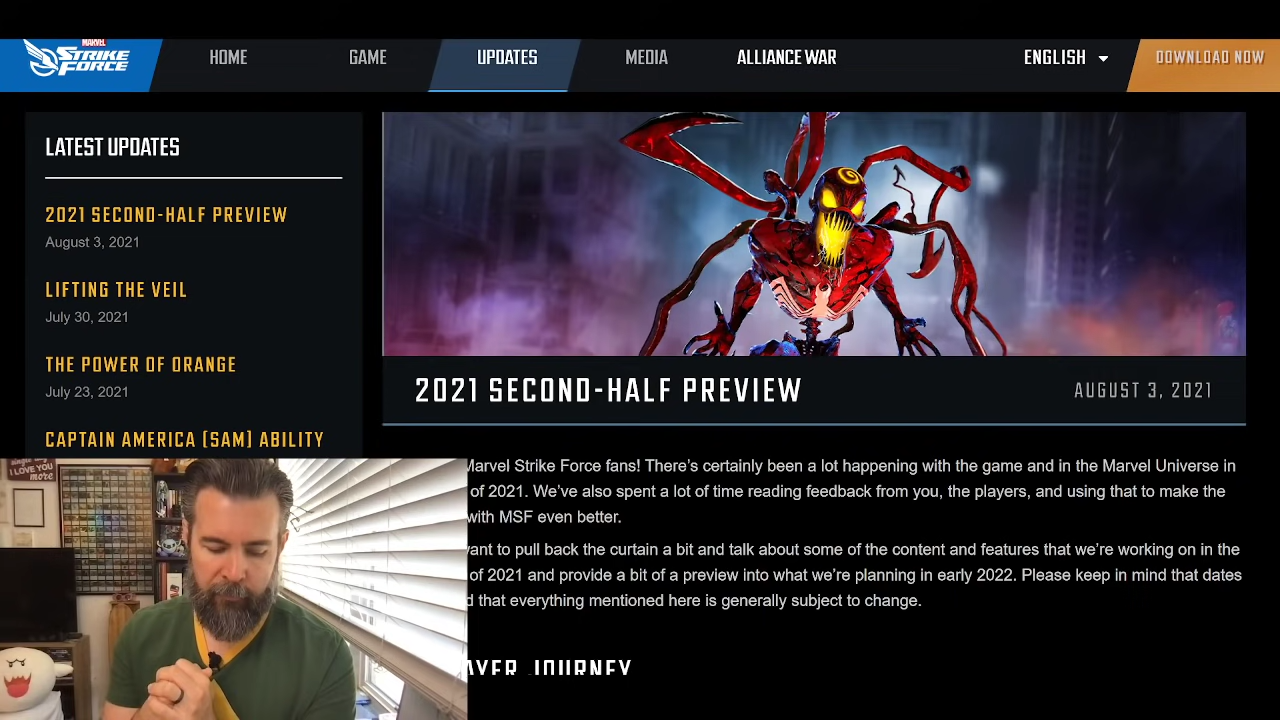 MARVEL
STRIKE
FORCE
HOME
GAME
UPDATES
MEDIA
ALLIANCE WAR
ENGLISH
DOWNLOAD NOW
LATEST UPDATES
2021 SECOND-HALF PREVIEW
August 3, 2021
LIFTING THE VEIL
July 30, 2021
THE POWER OF ORANGE
July 23, 2021
CAPTAIN AMERICA [SAM] ABILITY
2021 SECOND-HALF PREVIEW
AUGUST 3, 2021
Marvel Strike Force fans! There's certainly been a lot happening with the game and in the Marvel Universe in
of 2021. We've also spent a lot of time reading feedback from you, the players, and using that to make the
with MSF even better.
want to pull back the curtain a bit and talk about some of the content and features that we're working on in the
of 2021 and provide a bit of a preview into what we're planning in early 2022. Please keep in mind that dates
d that everything mentioned here is generally subject to change.
AYER JOURNEY
I LOVE YOU
more